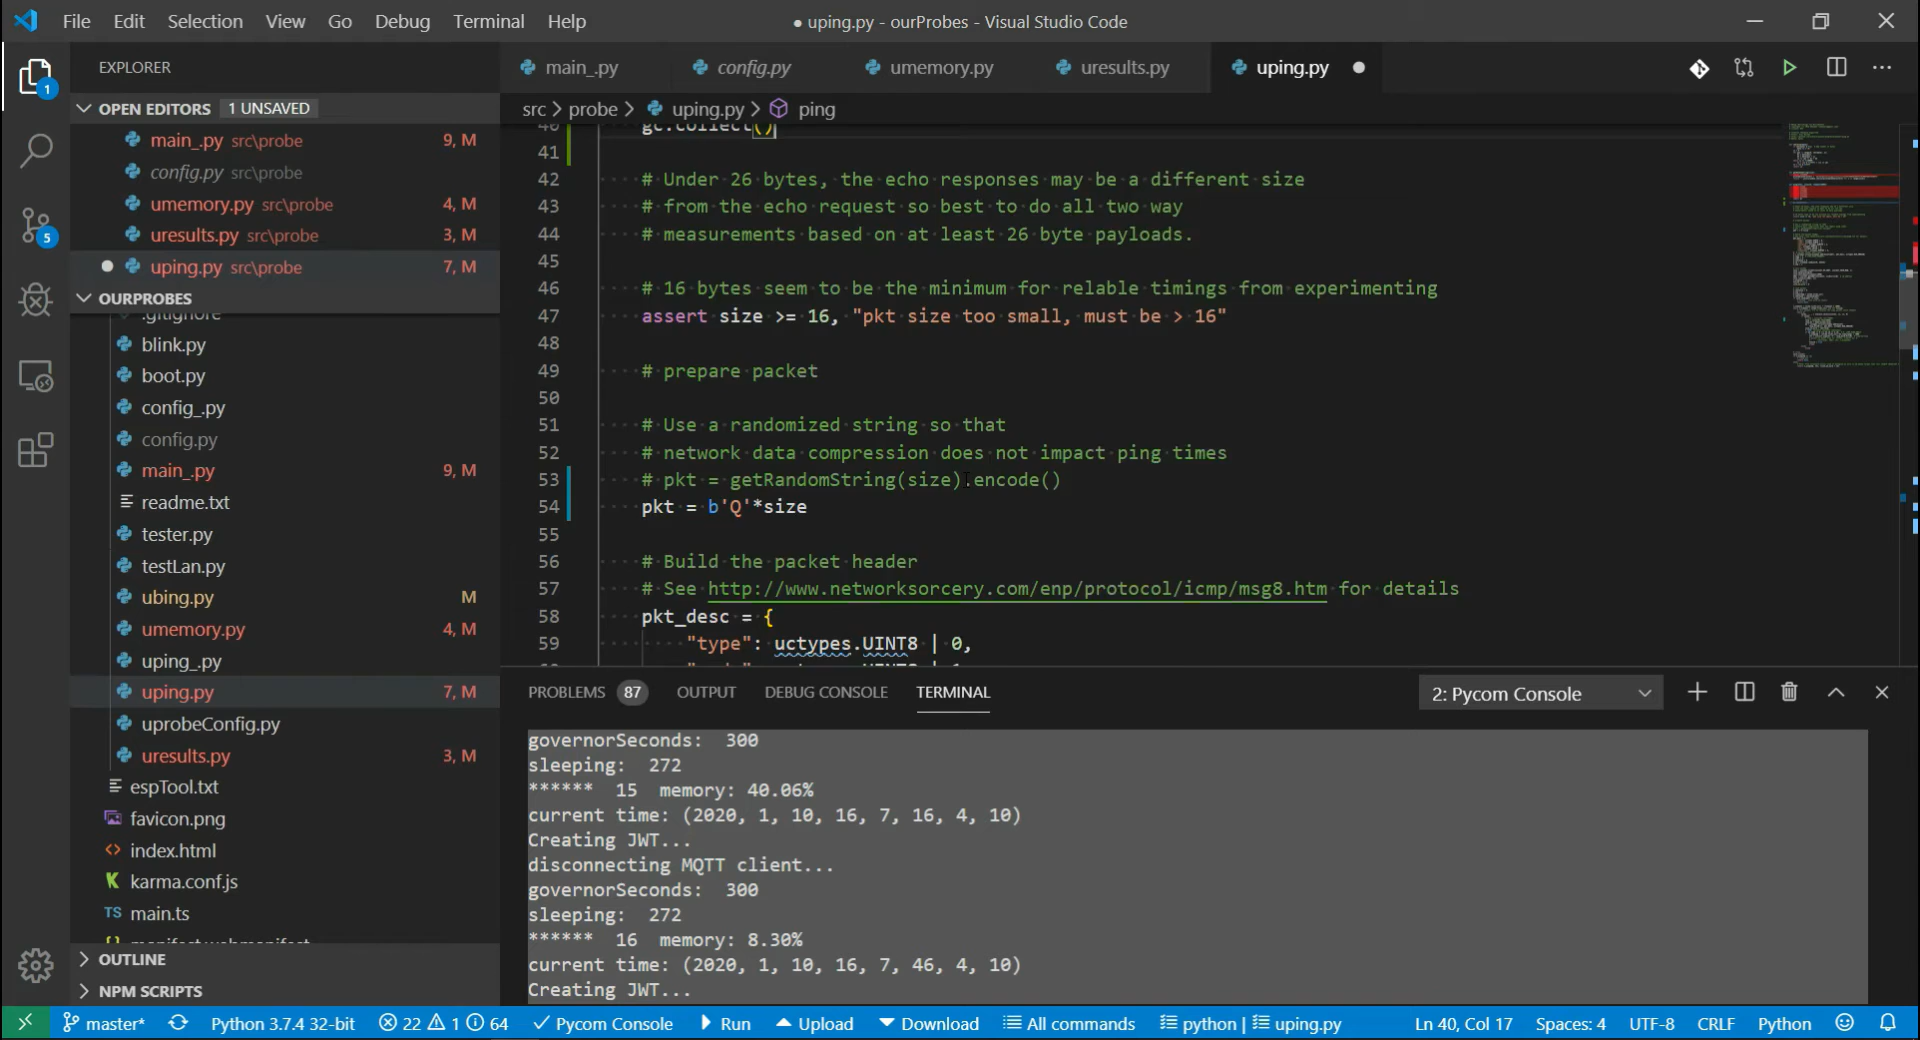 File Edit Selection View Go Debug Terminal Help
● uping.py - ourProbes - Visual Studio Code
EXPLORER
1
OPEN EDITORS 1 UNSAVED
main_.py src\probe 9, M
config.py src\probe
umemory.py src\probe 4, M
uresults.py src\probe 3, M
uping.py src\probe 7, M
5
OURPROBES
.gitignore
blink.py
boot.py
config_.py
config.py
main_.py 9, M
readme.txt
tester.py
testLan.py
ubing.py M
umemory.py 4, M
uping_.py
uping.py 7, M
uprobeConfig.py
uresults.py 3, M
espTool.txt
favicon.png
index.html
karma.conf.js
TS main.ts
manifest.webmanifest
OUTLINE
NPM SCRIPTS
main_.py config.py umemory.py uresults.py uping.py
src > probe > uping.py > ping
40 gc.collect()
41
42 # Under 26 bytes, the echo responses may be a different size
43 # from the echo request so best to do all two way
44 # measurements based on at least 26 byte payloads.
45
46 # 16 bytes seem to be the minimum for relable timings from experimenting
47 assert size >= 16, "pkt size too small, must be > 16"
48
49 # prepare packet
50
51 # Use a randomized string so that
52 # network data compression does not impact ping times
53 # pkt = getRandomString(size).encode()
54 pkt = b'Q'*size
55
56 # Build the packet header
57 # See http://www.networksorcery.com/enp/protocol/icmp/msg8.htm for details
58 pkt_desc = {
59 "type": uctypes.UINT8 | 0,
PROBLEMS 87 OUTPUT DEBUG CONSOLE TERMINAL 2: Pycom Console
governorSeconds: 300
sleeping: 272
****** 15 memory: 40.06%
current time: (2020, 1, 10, 16, 7, 16, 4, 10)
Creating JWT...
disconnecting MQTT client...
governorSeconds: 300
sleeping: 272
****** 16 memory: 8.30%
current time: (2020, 1, 10, 16, 7, 46, 4, 10)
Creating JWT...
master* Python 3.7.4 32-bit 22 1 64 Pycom Console Run Upload Download All commands python | uping.py Ln 40, Col 17 Spaces: 4 UTF-8 CRLF Python